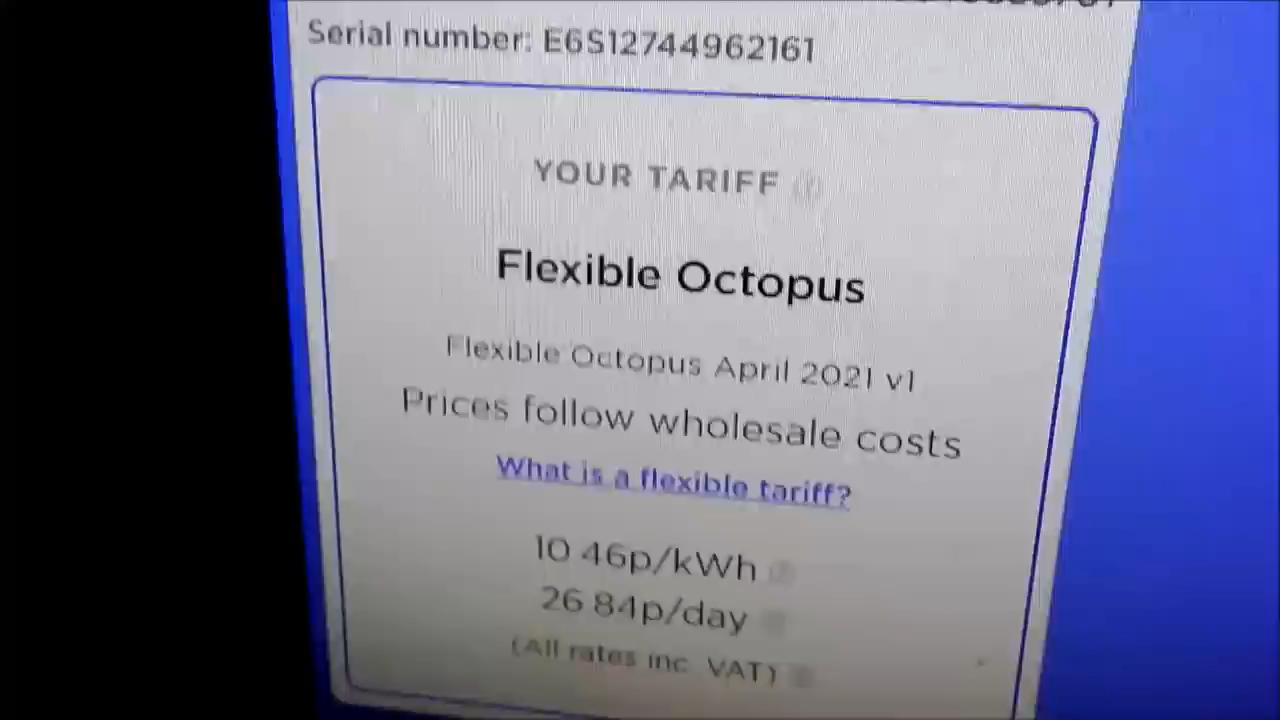 Serial number: E6S12744962161
YOUR TARIFF
Flexible Octopus
Flexible Octopus April 2021 v1
Prices follow wholesale costs
What is a flexible tariff?
10 46p/kWh
26 84p/day
(All rates inc VAT)